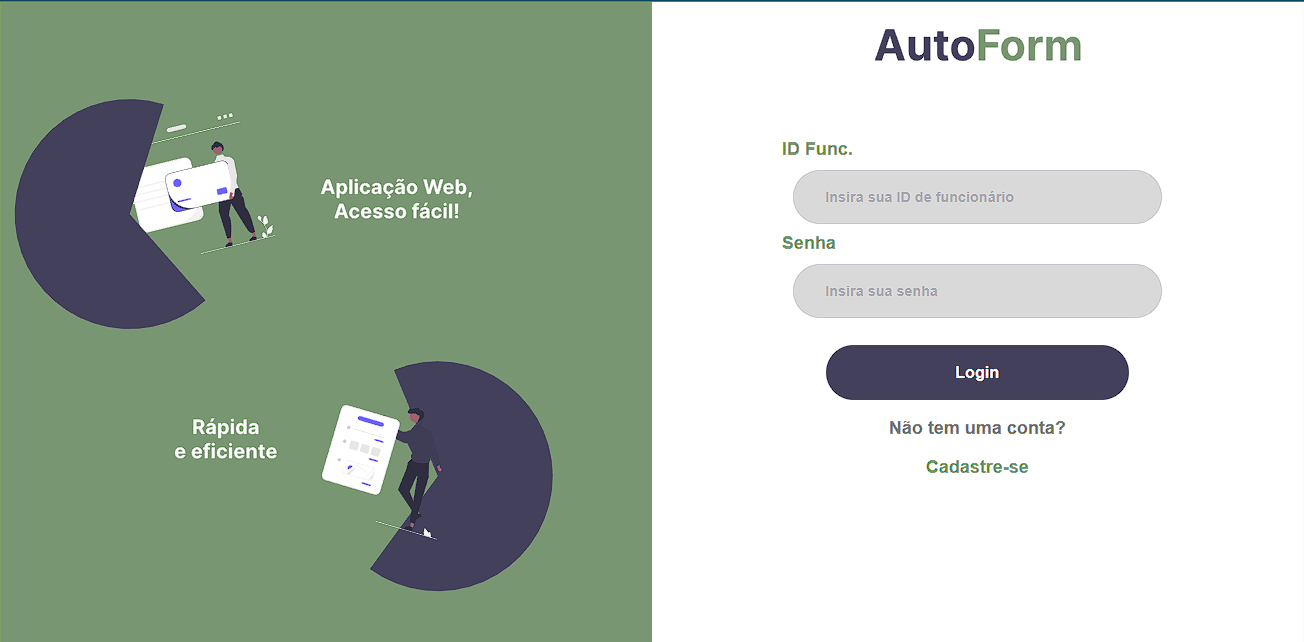 Aplicação Web,
Acesso fácil!
Rápida
e eficiente
AutoForm
ID Func.
Insira sua ID de funcionário
Senha
Insira sua senha
Login
Não tem uma conta?
Cadastre-se